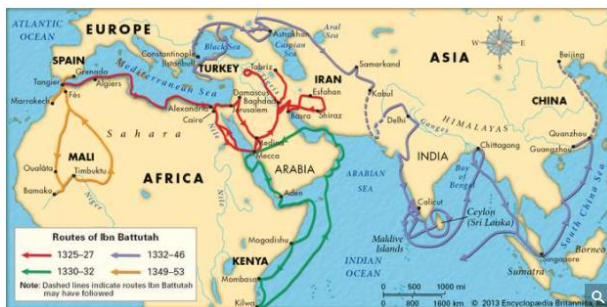 ATLANTIC
OCEAN
EUROPE
SPAIN
Grenada
Tangier
Algiers
Fès
Marrakech
Mediterranean Sea
Constantinople
(Istanbul)
Black Sea
TURKEY
Astrakhan
Caspian
Sea
Aral
Sea
Tabriz
Tigris
Damascus
Baghdad
Jerusalem
Alexandria
Cairo
Nile
IRAN
Esfahan
Basra
Shiraz
Samarkand
Kabul
ASIA
N
Beijing
CHINA
Quanzhou
Guangzhou
HIMALAYAS
Delhi
Ganges
INDIA
Chittagong
Bay
of
Bengal
Calicut
Ceylon
(Sri Lanka)
Maldive
Islands
South China Sea
Singapore
Sumatra
Sahara
MALI
Oualâta
Timbuktu
Bamako
Niger
AFRICA
Nile
Medina
Mecca
ARABIA
Aden
ARABIAN
SEA
Mogadishu
KENYA
Mombasa
Kilwa
INDIAN
OCEAN
Routes of Ibn Battutah
1325–27
1332–46
1330–32
1349–53
Note: Dashed lines indicate routes Ibn Battutah
may have followed
0 500 1000 mi
0 800 1600 km
© 2013 Encyclopædia Britannica, Inc.